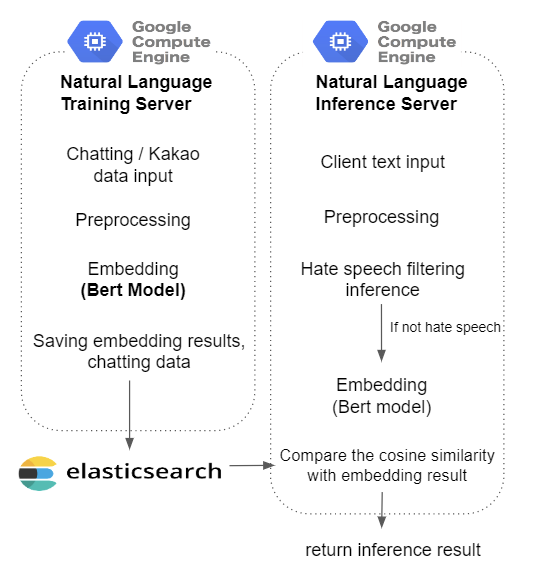 Google
Compute
Engine
Natural Language
Training Server
Chatting / Kakao
data input
Preprocessing
Embedding
(Bert Model)
Saving embedding results,
chatting data
elasticsearch
Google
Compute
Engine
Natural Language
Inference Server
Client text input
Preprocessing
Hate speech filtering
inference
If not hate speech
Embedding
(Bert model)
Compare the cosine similarity
with embedding result
return inference result